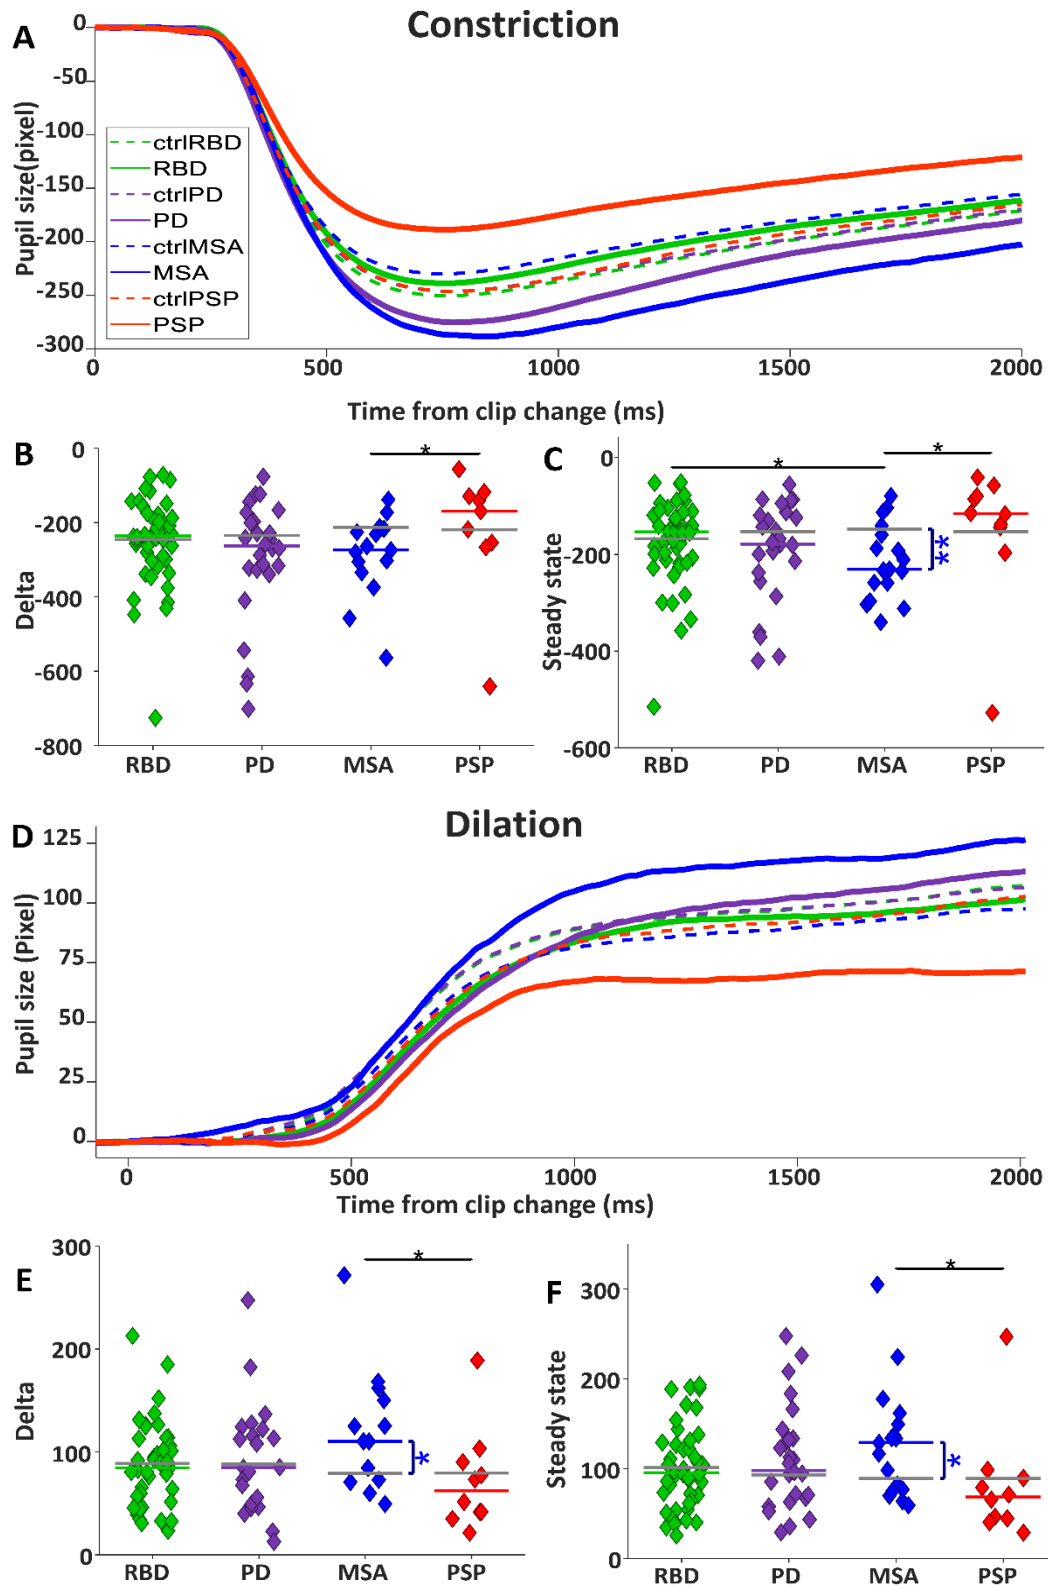 A
Constriction
0
-50
-100
-150
-200
-250
-300
Pupil size(pixel)
ctrlRBD
RBD
ctrlPD
PD
ctrlMSA
MSA
ctrlPSP
PSP
0 500 1000 1500 2000
Time from clip change (ms)
B
0
-200
-400
-600
-800
Delta
*
RBD PD MSA PSP
C
0
-200
-400
-600
Steady state
* *
**
RBD PD MSA PSP
D
Dilation
125
100
75
50
25
0
Pupil size (Pixel)
0 500 1000 1500 2000
Time from clip change (ms)
E
300
200
100
0
Delta
*
*
RBD PD MSA PSP
F
300
200
100
0
Steady state
*
*
RBD PD MSA PSP